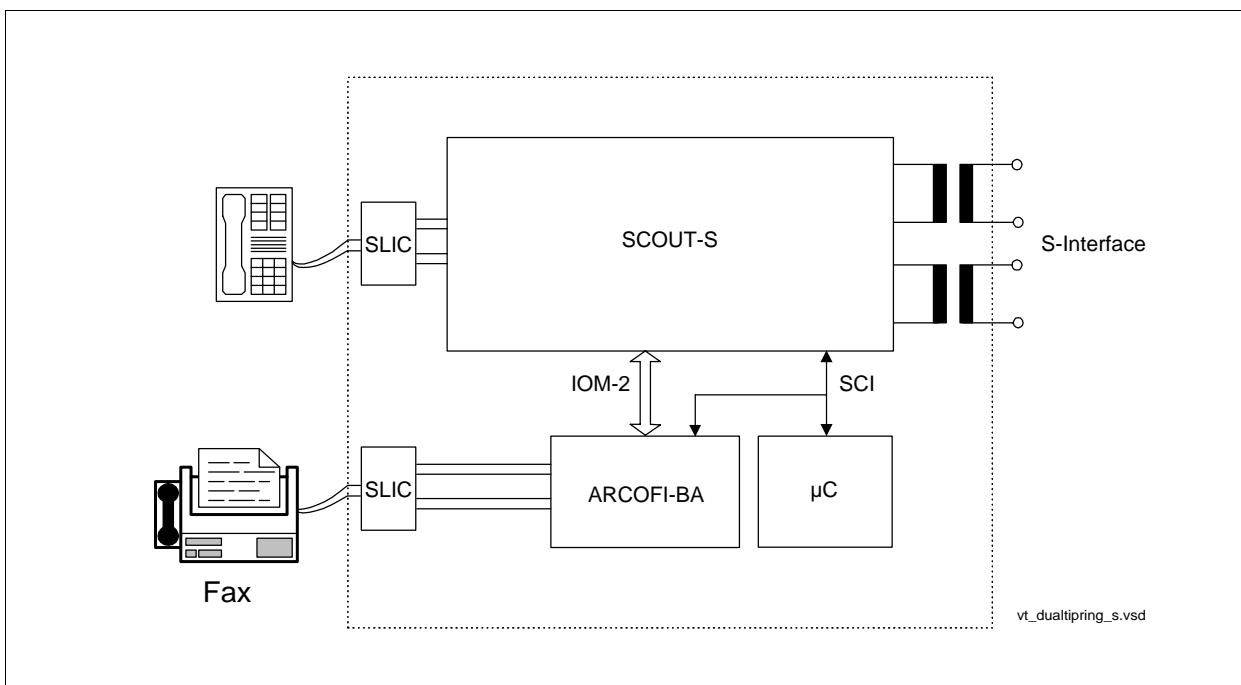 SLIC
SCOUT-S
S-Interface
IOM-2
SCI
SLIC
ARCOFI-BA
µC
Fax
vt_dualtipring_s.vsd